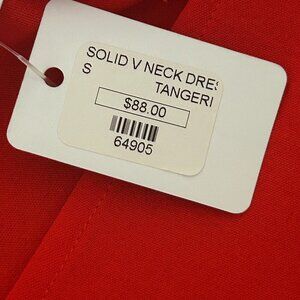 SOLID V NECK DRES
S
TANGERI
$88.00
64905